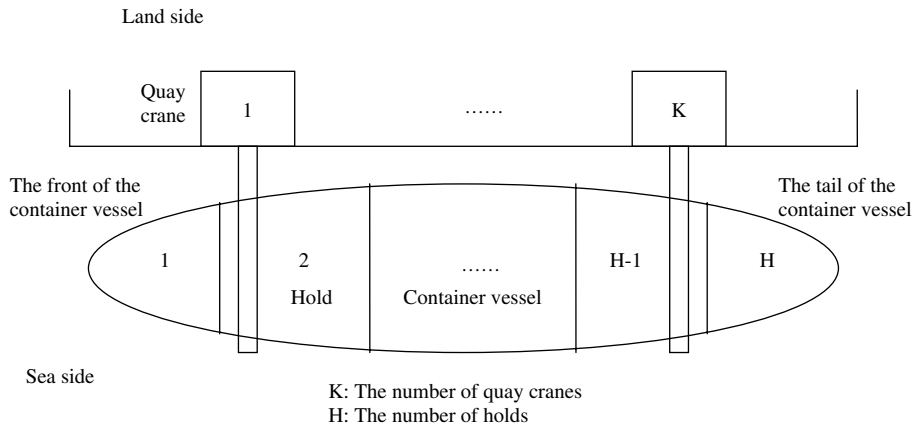 Land side
Quay
crane
1
......
K
The front of the
container vessel
The tail of the
container vessel
1
2
......
H-1
H
Hold
Container vessel
Sea side
K: The number of quay cranes
H: The number of holds